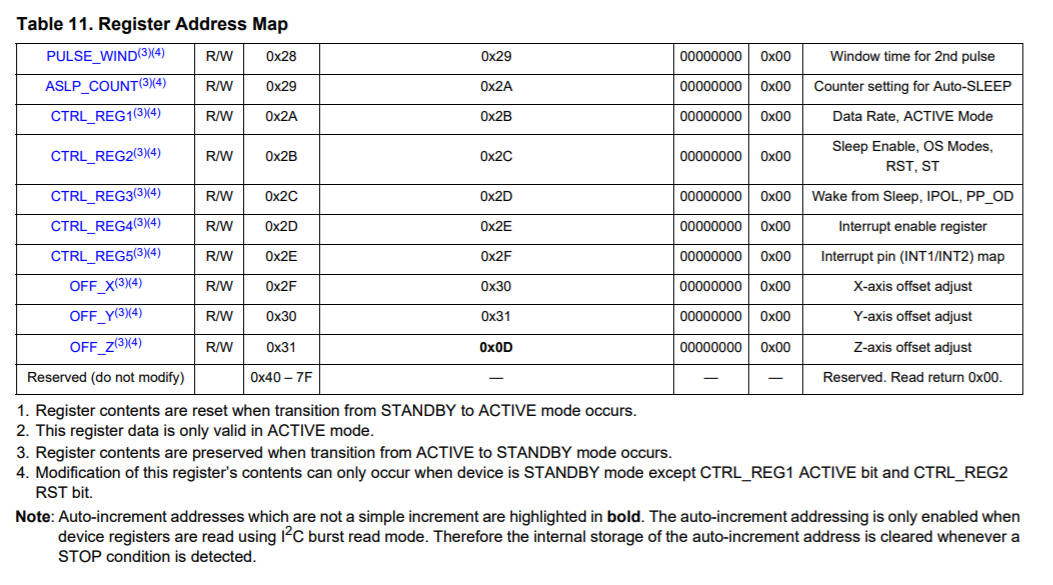 Table 11. Register Address Map
PULSE_WIND(3)(4) R/W 0x28 0x29 00000000 0x00 Window time for 2nd pulse
ASLP_COUNT(3)(4) R/W 0x29 0x2A 00000000 0x00 Counter setting for Auto-SLEEP
CTRL_REG1(3)(4) R/W 0x2A 0x2B 00000000 0x00 Data Rate, ACTIVE Mode
CTRL_REG2(3)(4) R/W 0x2B 0x2C 00000000 0x00 Sleep Enable, OS Modes,
RST, ST
CTRL_REG3(3)(4) R/W 0x2C 0x2D 00000000 0x00 Wake from Sleep, IPOL, PP_OD
CTRL_REG4(3)(4) R/W 0x2D 0x2E 00000000 0x00 Interrupt enable register
CTRL_REG5(3)(4) R/W 0x2E 0x2F 00000000 0x00 Interrupt pin (INT1/INT2) map
OFF_X(3)(4) R/W 0x2F 0x30 00000000 0x00 X-axis offset adjust
OFF_Y(3)(4) R/W 0x30 0x31 00000000 0x00 Y-axis offset adjust
OFF_Z(3)(4) R/W 0x31 0x0D 00000000 0x00 Z-axis offset adjust
Reserved (do not modify) 0x40 – 7F — — — Reserved. Read return 0x00.
1. Register contents are reset when transition from STANDBY to ACTIVE mode occurs.
2. This register data is only valid in ACTIVE mode.
3. Register contents are preserved when transition from ACTIVE to STANDBY mode occurs.
4. Modification of this register's contents can only occur when device is STANDBY mode except CTRL_REG1 ACTIVE bit and CTRL_REG2
RST bit.
Note: Auto-increment addresses which are not a simple increment are highlighted in bold. The auto-increment addressing is only enabled when
device registers are read using I2C burst read mode. Therefore the internal storage of the auto-increment address is cleared whenever a
STOP condition is detected.